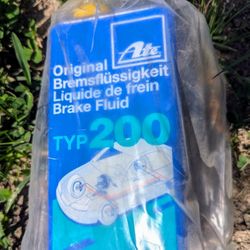 Ate
Original
Bremsflüssigkeit
Liquide de frein
Brake Fluid
TYP 200